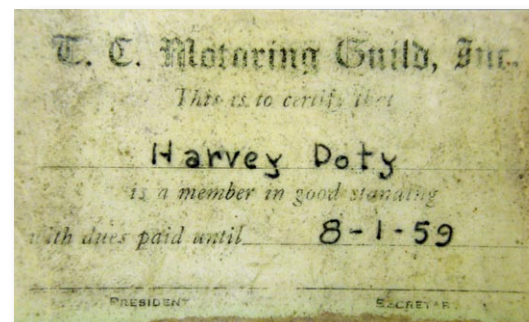 T. C. Motoring Guild, Inc.
This is to certify that
Harvey Doty
is a member in good standing
with dues paid until 8-1-59
PRESIDENT SECRETARY